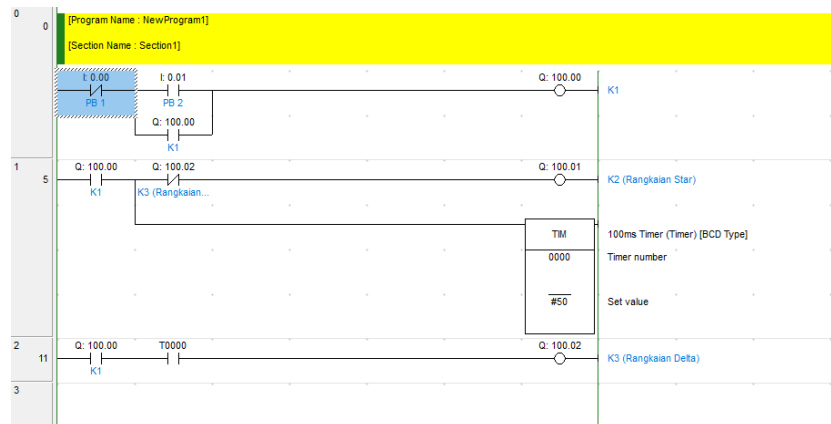 0
0
[Program Name : NewProgram1]
[Section Name : Section1]
I: 0.00
I: 0.01
Q: 100.00
PB 1
PB 2
K1
Q: 100.00
K1
1
5
Q: 100.00
Q: 100.02
Q: 100.01
K1
K3 (Rangkaian...
K2 (Rangkaian Star)
TIM
100ms Timer (Timer) [BCD Type]
0000
Timer number
#50
Set value
2
11
Q: 100.00
T0000
Q: 100.02
K1
K3 (Rangkaian Delta)
3